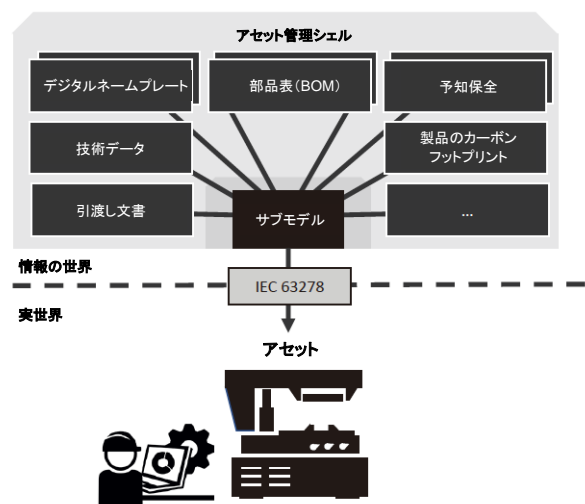 アセット管理シェル
デジタルネームプレート
部品表(BOM)
予知保全
技術データ
製品のカーボン
フットプリント
引渡し文書
サブモデル
...
情報の世界
IEC 63278
実世界
アセット